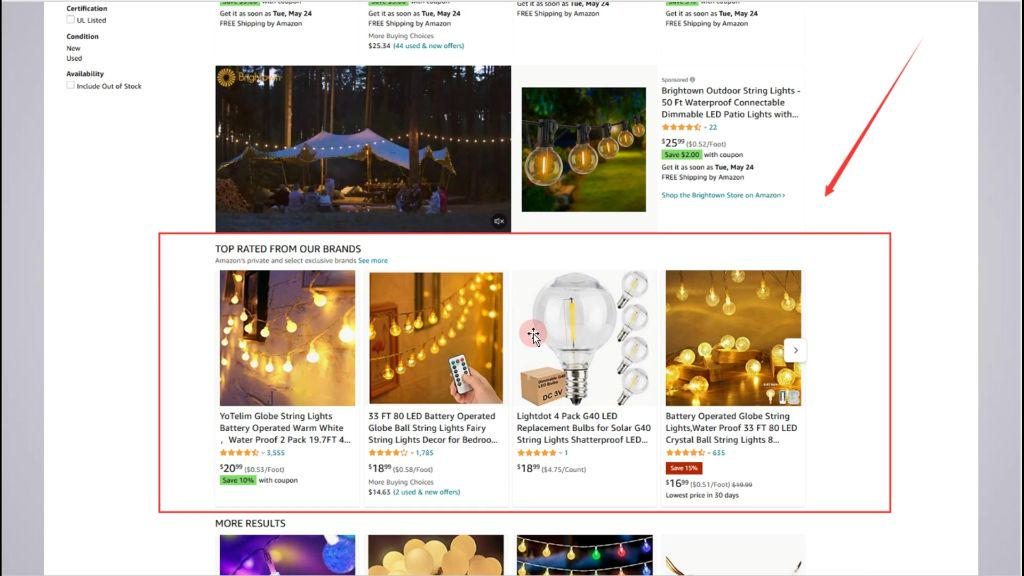 Certification
UL Listed
Condition
New
Used
Availability
Include Out of Stock
with coupon
Get it as soon as Tue, May 24
FREE Shipping by Amazon
with coupon
Get it as soon as Tue, May 24
FREE Shipping by Amazon
More Buying Choices
$25.34 (44 used & new offers)
Get it as soon as Tue, May 24
FREE Shipping by Amazon
with coupon
Get it as soon as Tue, May 24
FREE Shipping by Amazon
Brightown
Sponsored
Brightown Outdoor String Lights -
50 Ft Waterproof Connectable
Dimmable LED Patio Lights with...
22
$25.99 ($0.52/Foot)
Save $2.00 with coupon
Get it as soon as Tue, May 24
FREE Shipping by Amazon
Shop the Brightown Store on Amazon ›
TOP RATED FROM OUR BRANDS
Amazon's private and select exclusive brands See more
Dimmable G40
LED Bulbs
DC 3V
YoTelim Globe String Lights
Battery Operated Warm White
， Water Proof 2 Pack 19.7FT 4...
3,555
$20.99 ($0.53/Foot)
Save 10% with coupon
33 FT 80 LED Battery Operated
Globe Ball String Lights Fairy
String Lights Decor for Bedroo...
1,785
$18.99 ($0.58/Foot)
More Buying Choices
$14.63 (2 used & new offers)
Lightdot 4 Pack G40 LED
Replacement Bulbs for Solar G40
String Lights Shatterproof LED...
1
$18.99 ($4.75/Count)
Battery Operated Globe String
Lights,Water Proof 33 FT 80 LED
Crystal Ball String Lights 8...
635
Save 15%
$16.99 ($0.51/Foot) $19.99
Lowest price in 30 days
MORE RESULTS